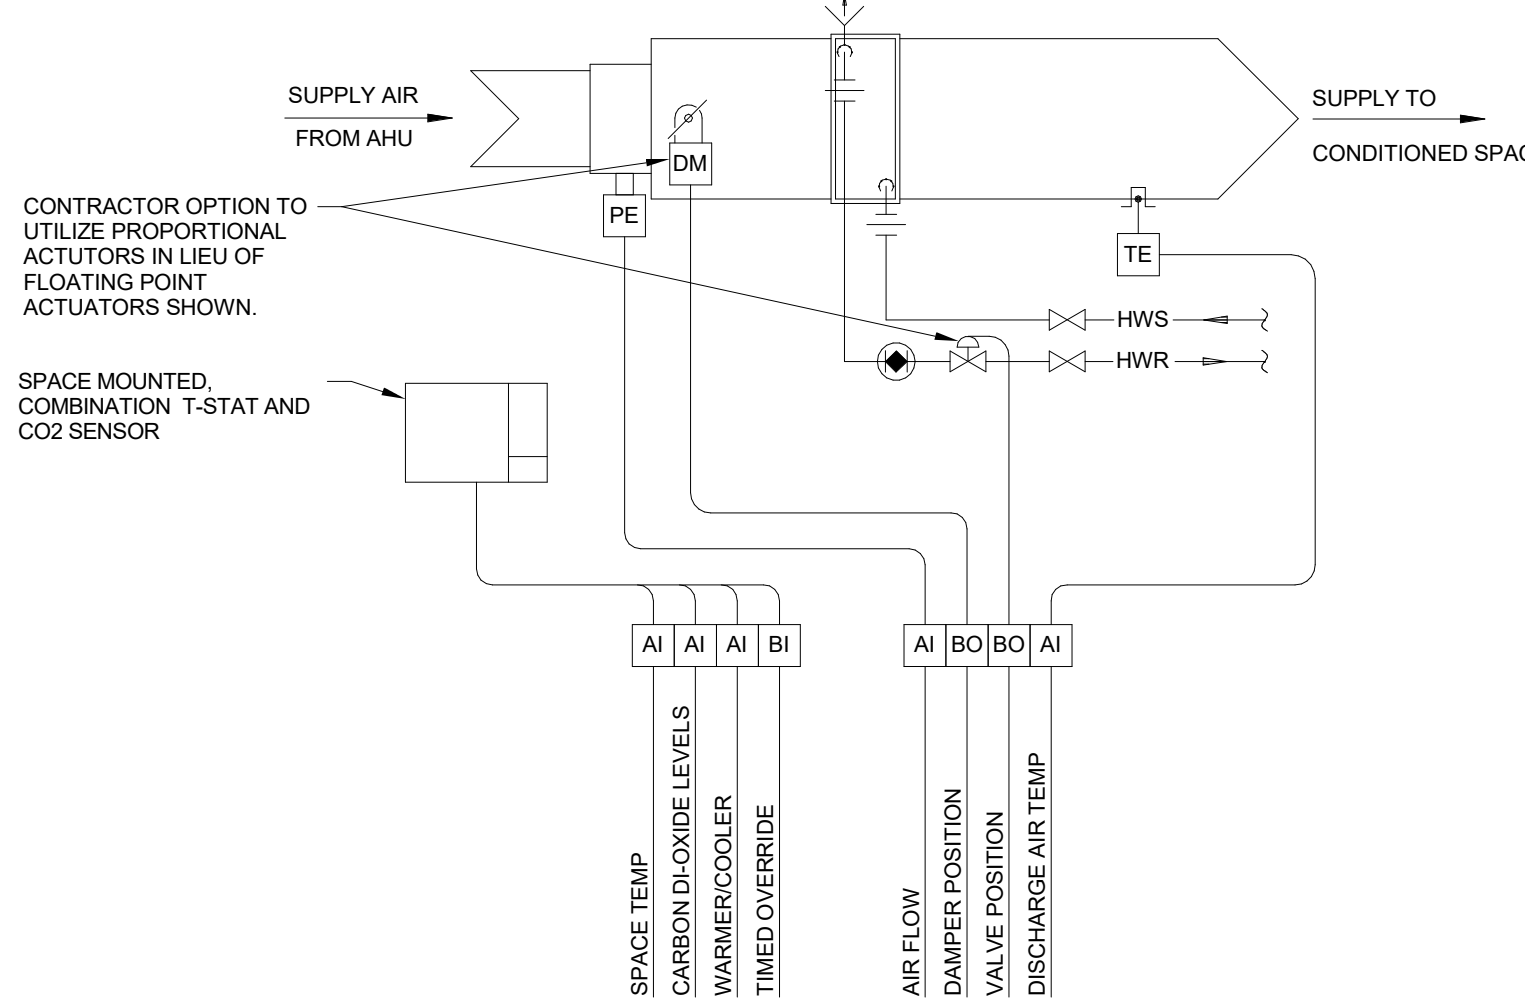 SUPPLY AIR
FROM AHU
SUPPLY TO
CONDITIONED SPAC
DM
PE
TE
CONTRACTOR OPTION TO
UTILIZE PROPORTIONAL
ACTUTORS IN LIEU OF
FLOATING POINT
ACTUATORS SHOWN.
HWS
HWR
SPACE MOUNTED,
COMBINATION T-STAT AND
CO2 SENSOR
AI
AI
AI
BI
AI
BO
BO
AI
SPACE TEMP
CARBON DI-OXIDE LEVELS
WARMER/COOLER
TIMED OVERRIDE
AIR FLOW
DAMPER POSITION
VALVE POSITION
DISCHARGE AIR TEMP